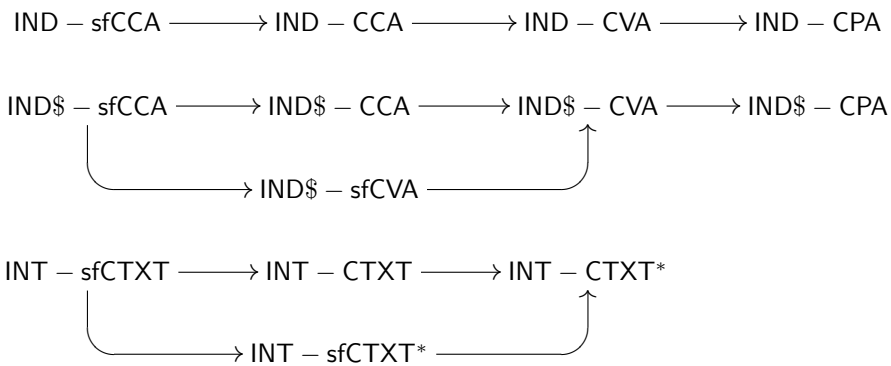 IND – sfCCA IND – CCA IND – CVA IND – CPA
IND$ – sfCCA IND$ – CCA IND$ – CVA IND$ – CPA
IND$ – sfCVA
INT – sfCTXT INT – CTXT INT – CTXT*
INT – sfCTXT*